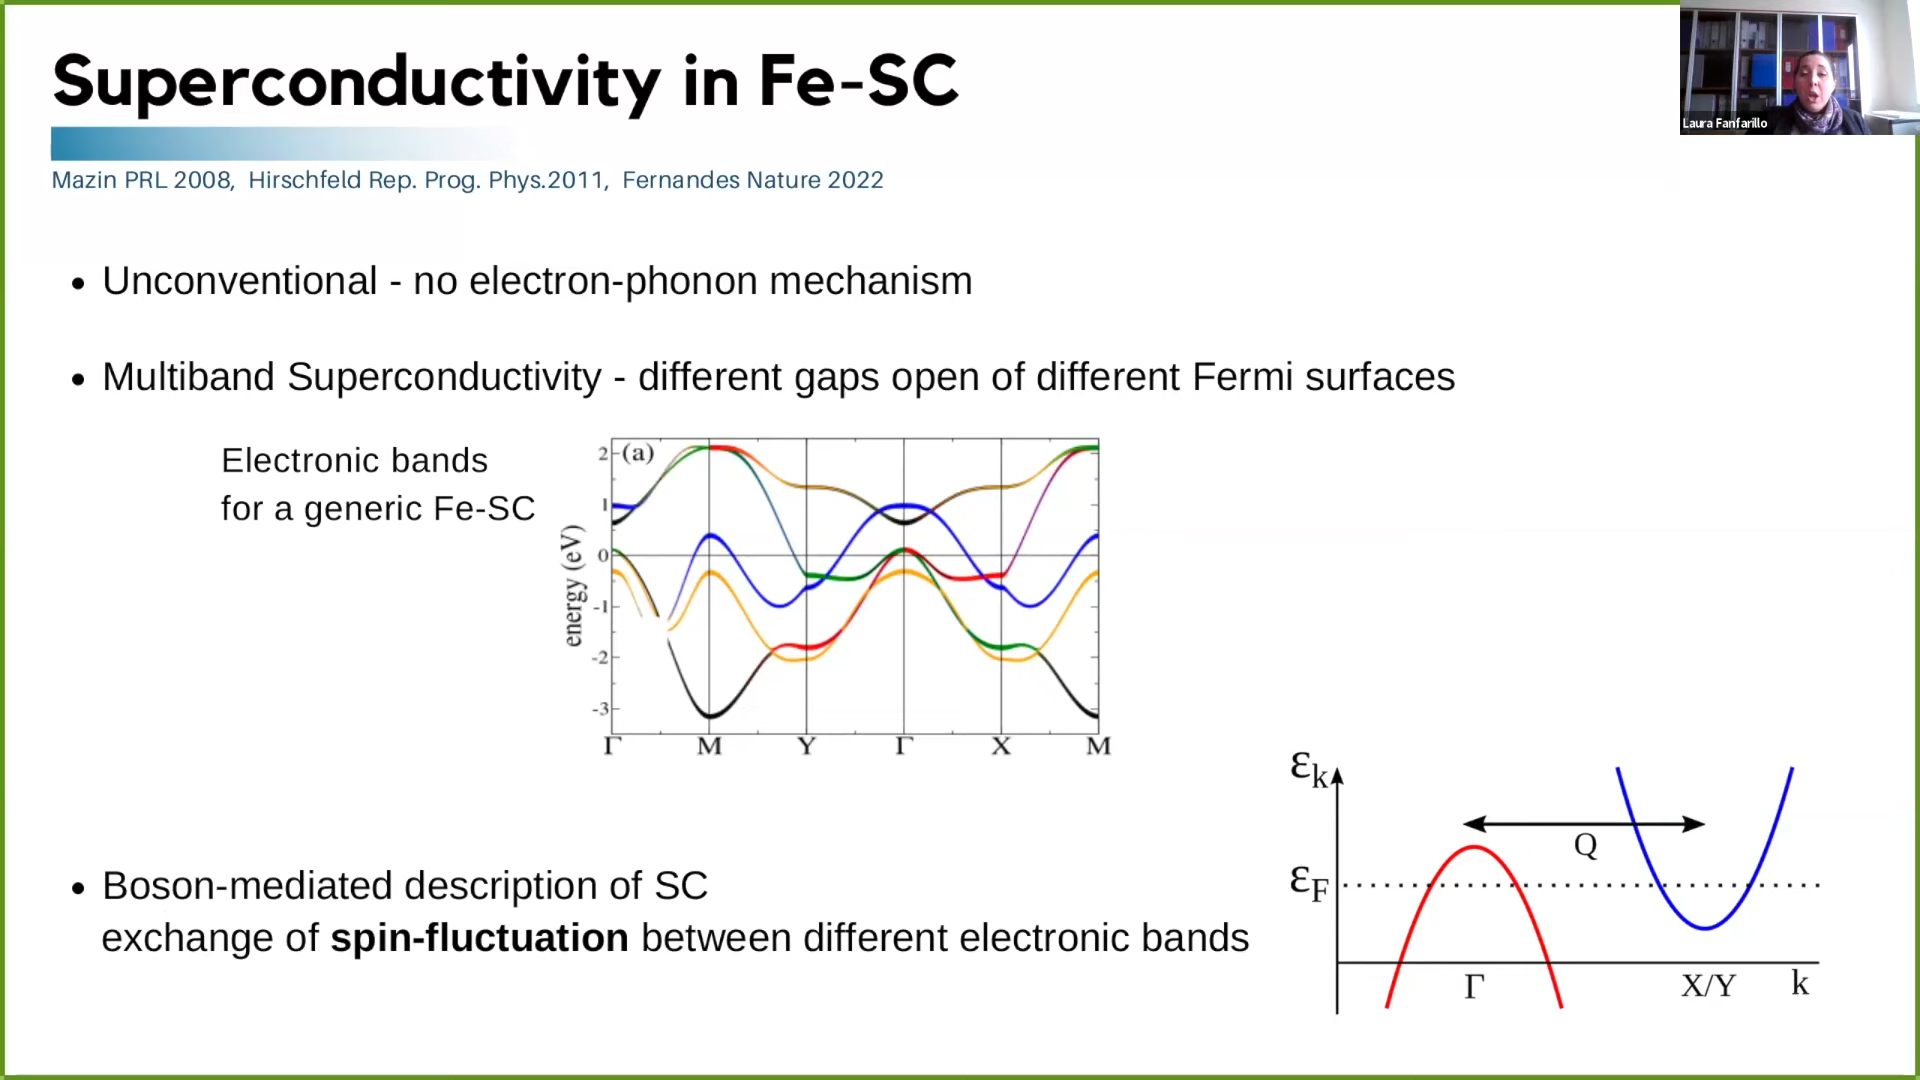 Superconductivity in Fe-SC
Laura Fanfarillo
Mazin PRL 2008, Hirschfeld Rep. Prog. Phys.2011, Fernandes Nature 2022
• Unconventional - no electron-phonon mechanism
• Multiband Superconductivity - different gaps open of different Fermi surfaces
Electronic bands
for a generic Fe-SC
(a)
energy (eV)
2
1
0
-1
-2
-3
Γ M Y Γ X M
• Boson-mediated description of SC
exchange of spin-fluctuation between different electronic bands
εk
Q
εF
Γ X/Y k